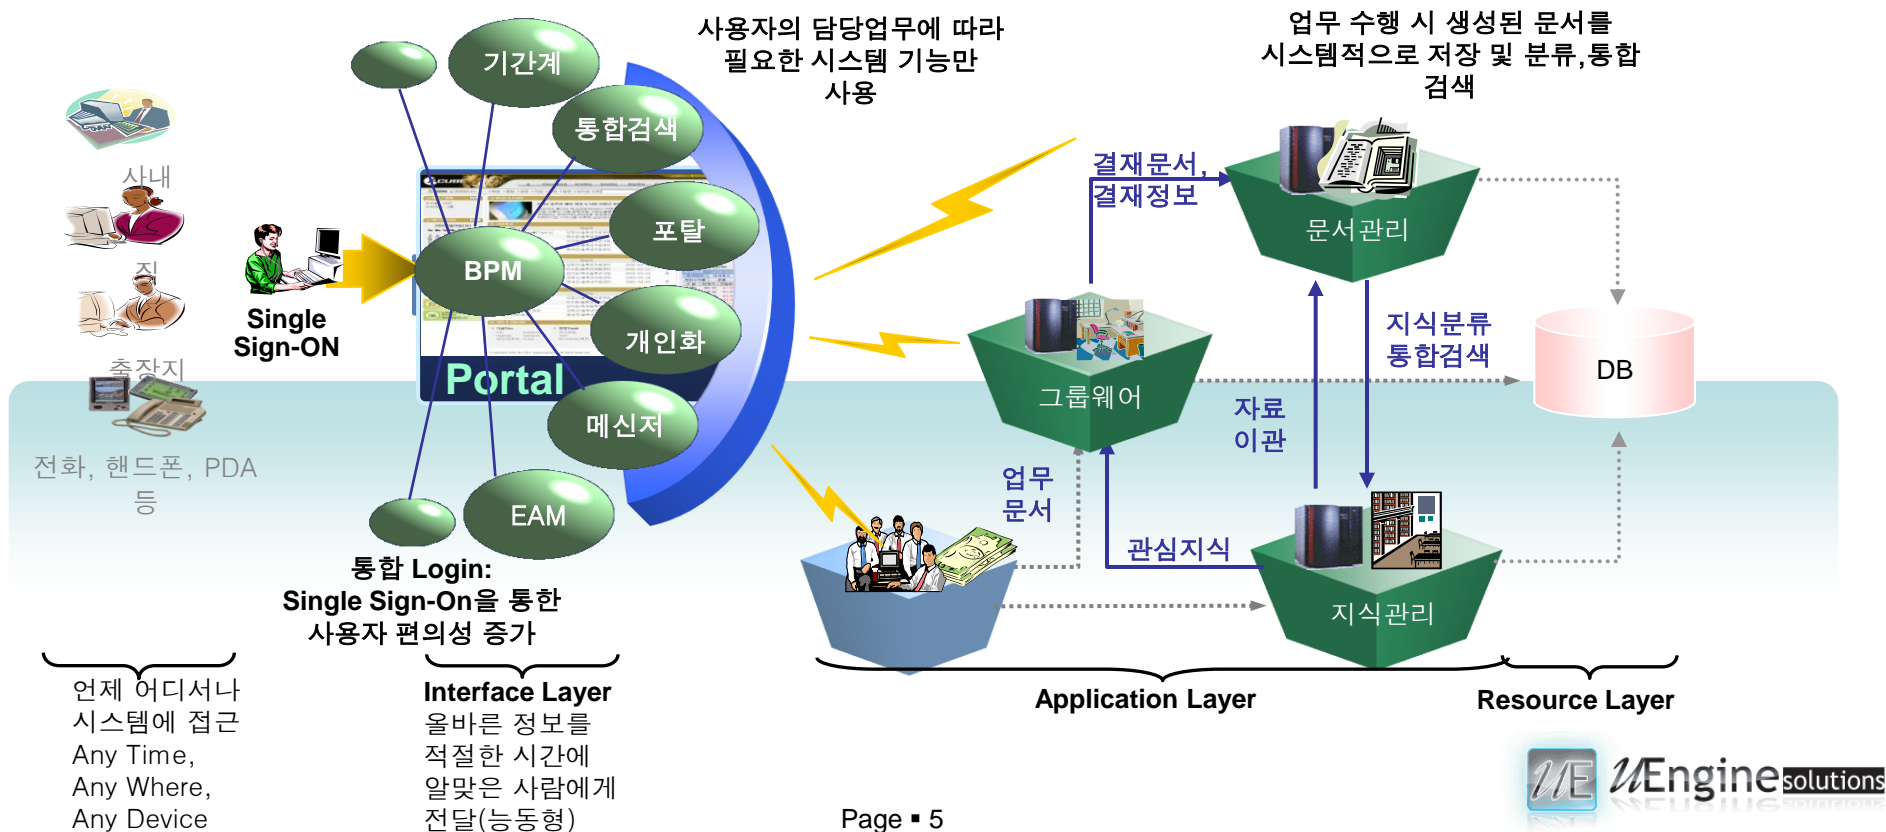 사용자의 담당업무에 따라
필요한 시스템 기능만
사용
업무 수행 시 생성된 문서를
시스템적으로 저장 및 분류,통합
검색
기간계
통합검색
포탈
BPM
개인화
메신저
EAM
Portal
사내
집
출장지
전화, 핸드폰, PDA
등
Single
Sign-ON
통합 Login:
Single Sign-On을 통한
사용자 편의성 증가
결재문서,
결재정보
문서관리
그룹웨어
지식분류
통합검색
자료
이관
업무
문서
관심지식
지식관리
DB
언제 어디서나
시스템에 접근
Any Time,
Any Where,
Any Device
Interface Layer
올바른 정보를
적절한 시간에
알맞은 사람에게
전달(능동형)
Application Layer
Resource Layer
Page ▪ 5
UE UEngine solutions